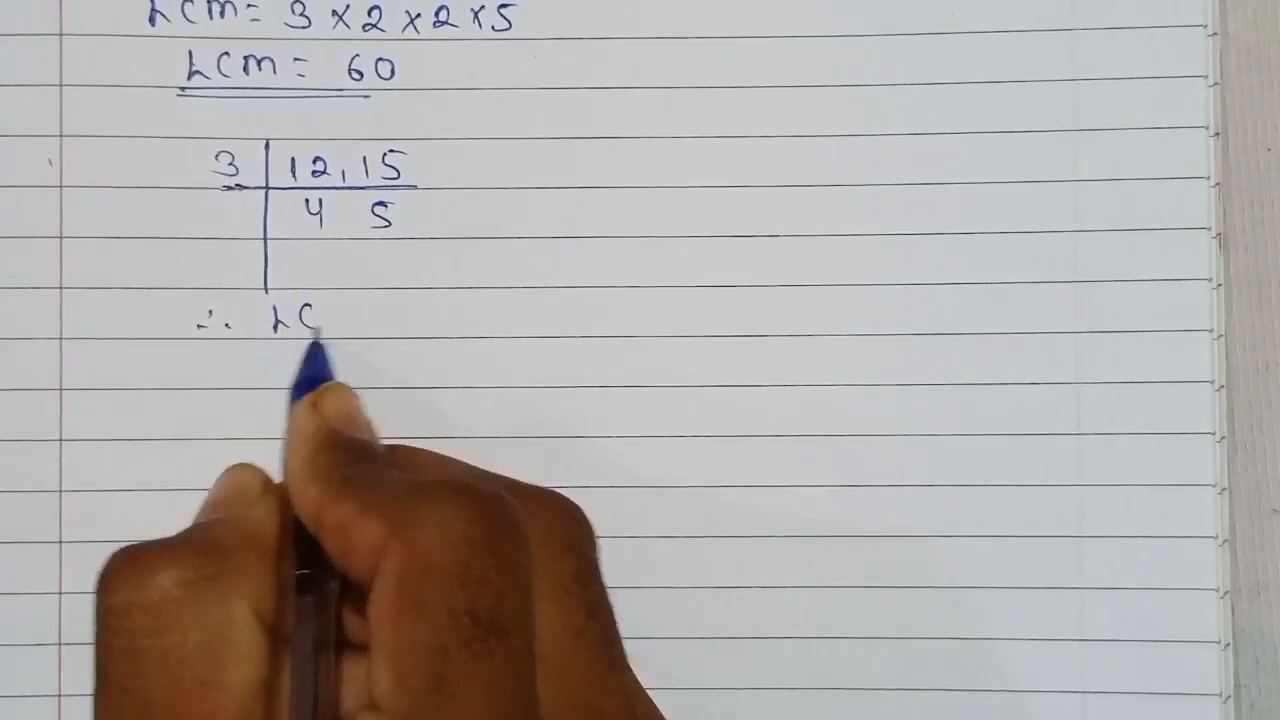 LCM = 3 × 2 × 2 × 5
LCM = 60
3 | 12, 15
4 5
∴ LC